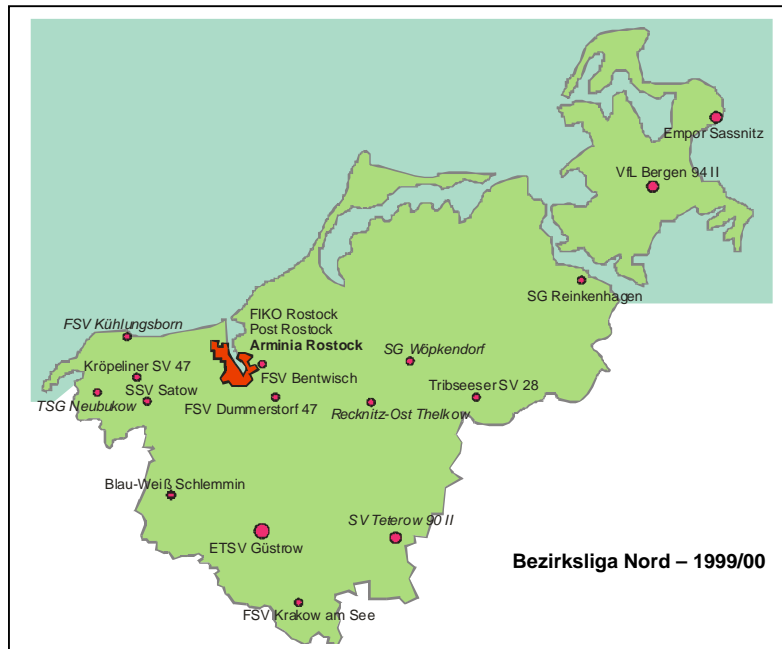 Empor Sassnitz
VfL Bergen 94 II
SG Reinkenhagen
FIKO Rostock
Post Rostock
Arminia Rostock
FSV Kühlungsborn
SG Wöpkendorf
Kröpeliner SV 47
FSV Bentwisch
SSV Satow
Tribseeser SV 28
TSG Neubukow
FSV Dummerstorf 47
Recknitz-Ost Thelkow
Blau-Weiß Schlemmin
SV Teterow 90 II
ETSV Güstrow
Bezirksliga Nord – 1999/00
FSV Krakow am See